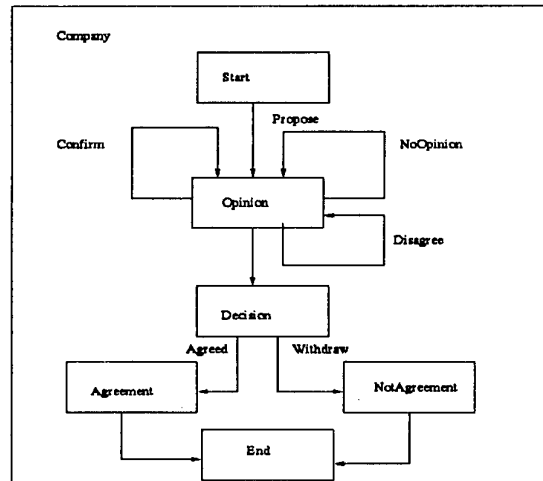 Company
Start
Propose
Confirm
NoOpinion
Opinion
Disagree
Decision
Agreed
Withdraw
Agreement
NotAgreement
End